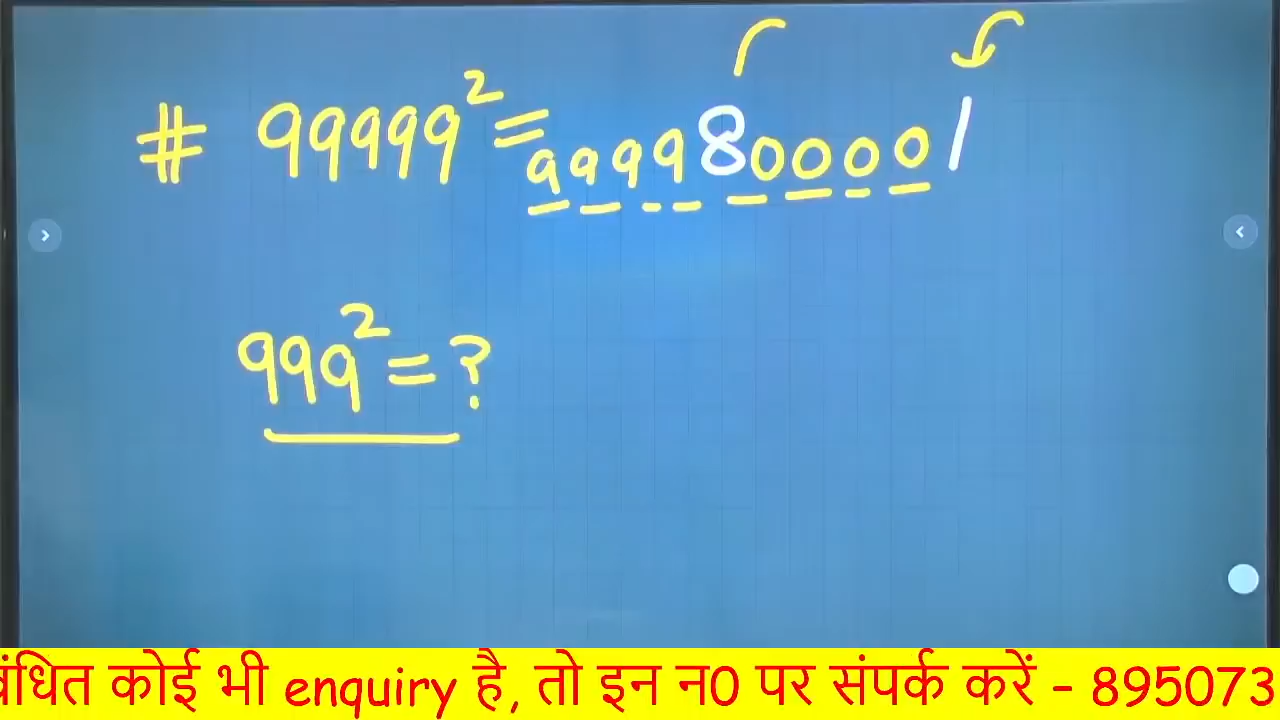 # 99999² = 9999800001
999² = ?
बंधित कोई भी enquiry है, तो इन न0 पर संपर्क करें - 895073